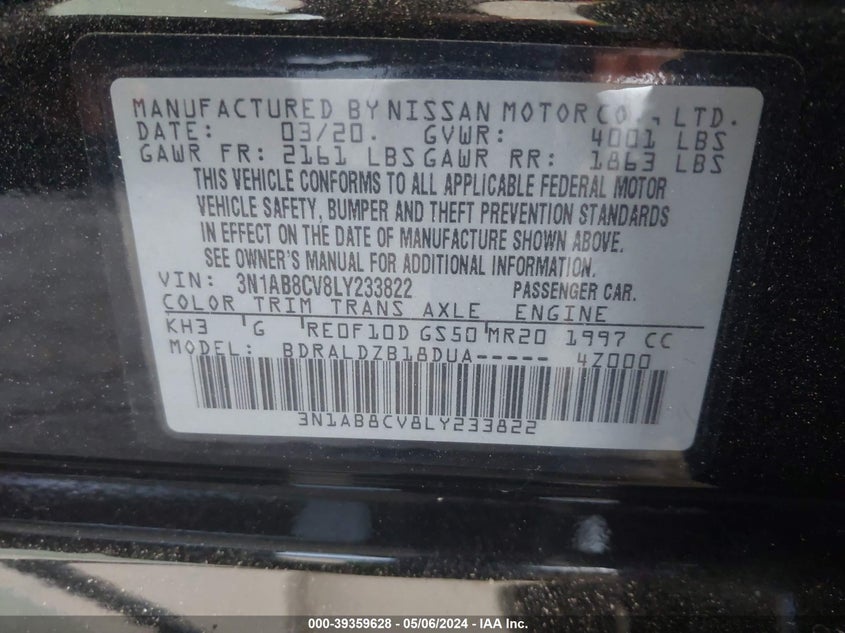 MANUFACTURED BY NISSAN MOTOR CO., LTD.
DATE: 03/20. GVWR: 4001 LBS
GAWR FR: 2161 LBS GAWR RR: 1863 LBS
THIS VEHICLE CONFORMS TO ALL APPLICABLE FEDERAL MOTOR
VEHICLE SAFETY, BUMPER AND THEFT PREVENTION STANDARDS
IN EFFECT ON THE DATE OF MANUFACTURE SHOWN ABOVE.
SEE OWNER'S MANUAL FOR ADDITIONAL INFORMATION.
VIN: 3N1AB8CV8LY233822 PASSENGER CAR.
COLOR TRIM TRANS AXLE ENGINE
KH3 G RE0F10D GS50 MR20 1997 CC
MODEL: BDRALDZB18DUA----- 4Z000
3N1AB8CV8LY233822
000-39359628 - 05/06/2024 - IAA Inc.